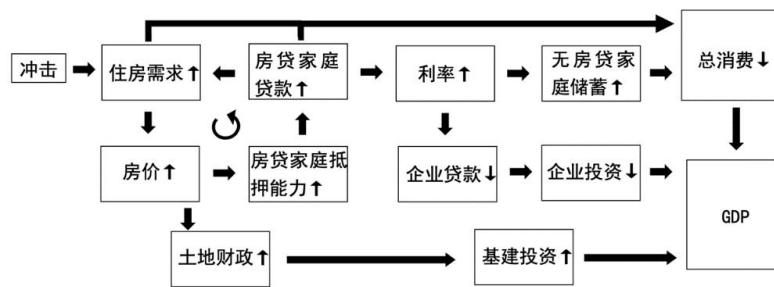 冲击
住房需求↑
房贷家庭
贷款↑
利率↑
无房贷家
庭储蓄↑
总消费↓
房价↑
房贷家庭抵
押能力↑
企业贷款↓
企业投资↓
GDP
土地财政↑
基建投资↑